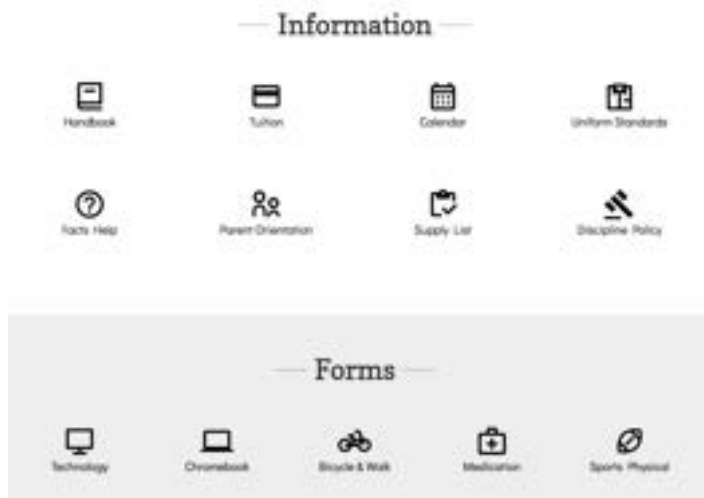 Information
Handbook
Tuition
Calendar
Uniform Standards
Facts Help
Parent Orientation
Supply List
Discipline Policy
Forms
Technology
Chromebook
Bicycle & Walk
Medication
Sports Physical